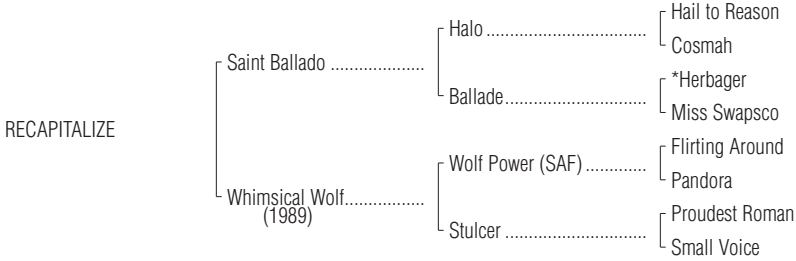 Hail to Reason
Halo ................................
Cosmah
Saint Ballado ...................
*Herbager
Ballade............................
Miss Swapsco
RECAPITALIZE
Flirting Around
Wolf Power (SAF) ............
Pandora
Whimsical Wolf................
(1989)
Proudest Roman
Stulcer ............................
Small Voice